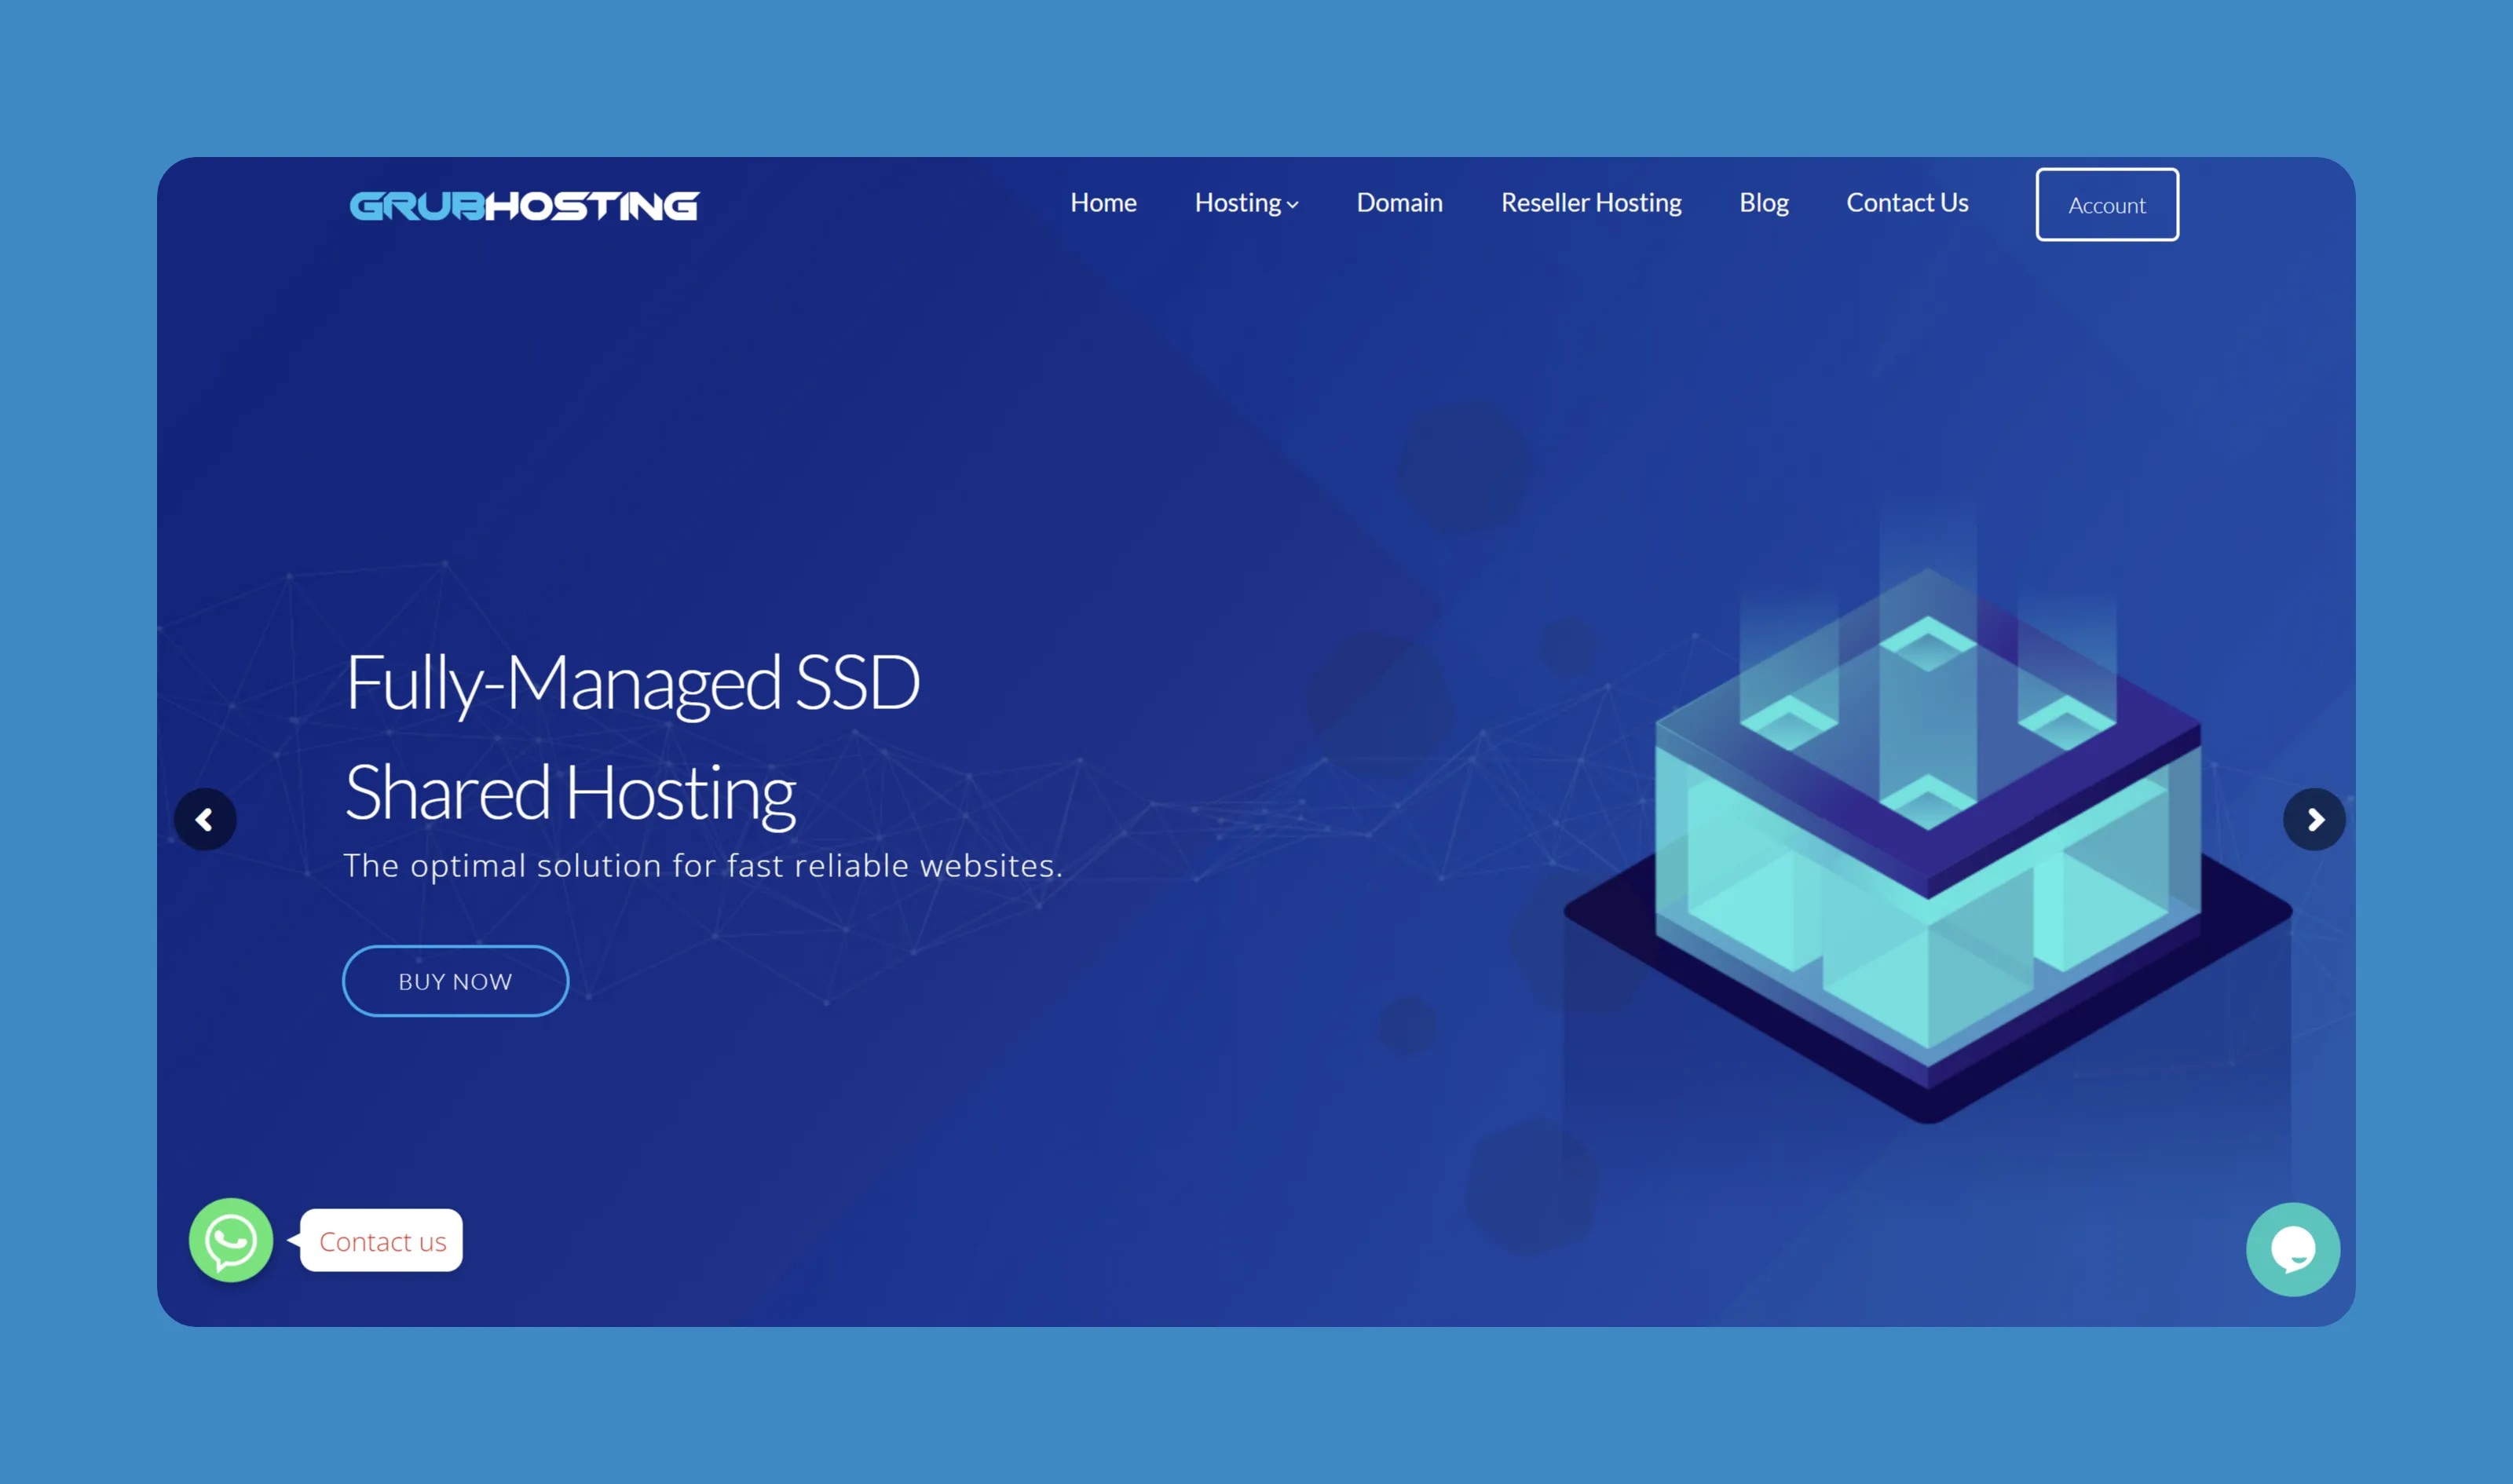 GRUBHOSTING
Home Hosting Domain Reseller Hosting Blog Contact Us Account
Fully-Managed SSD
Shared Hosting
The optimal solution for fast reliable websites.
BUY NOW
Contact us